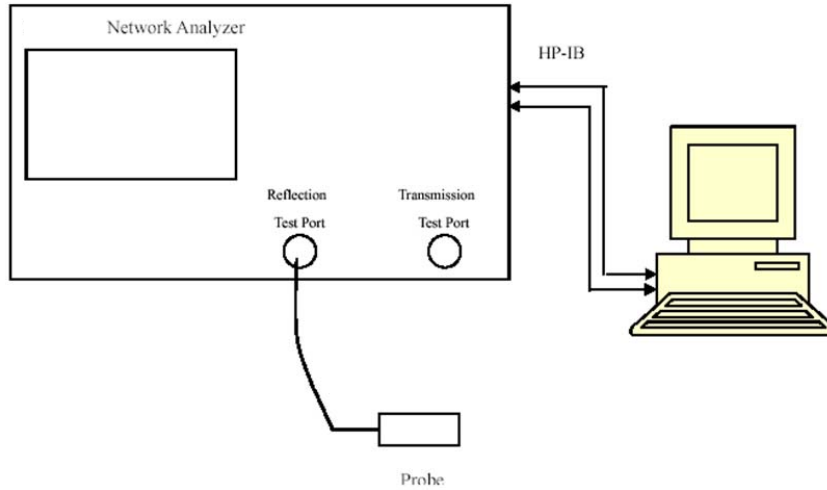 Network Analyzer
HP-IB
Reflection
Test Port
Transmission
Test Port
Probe